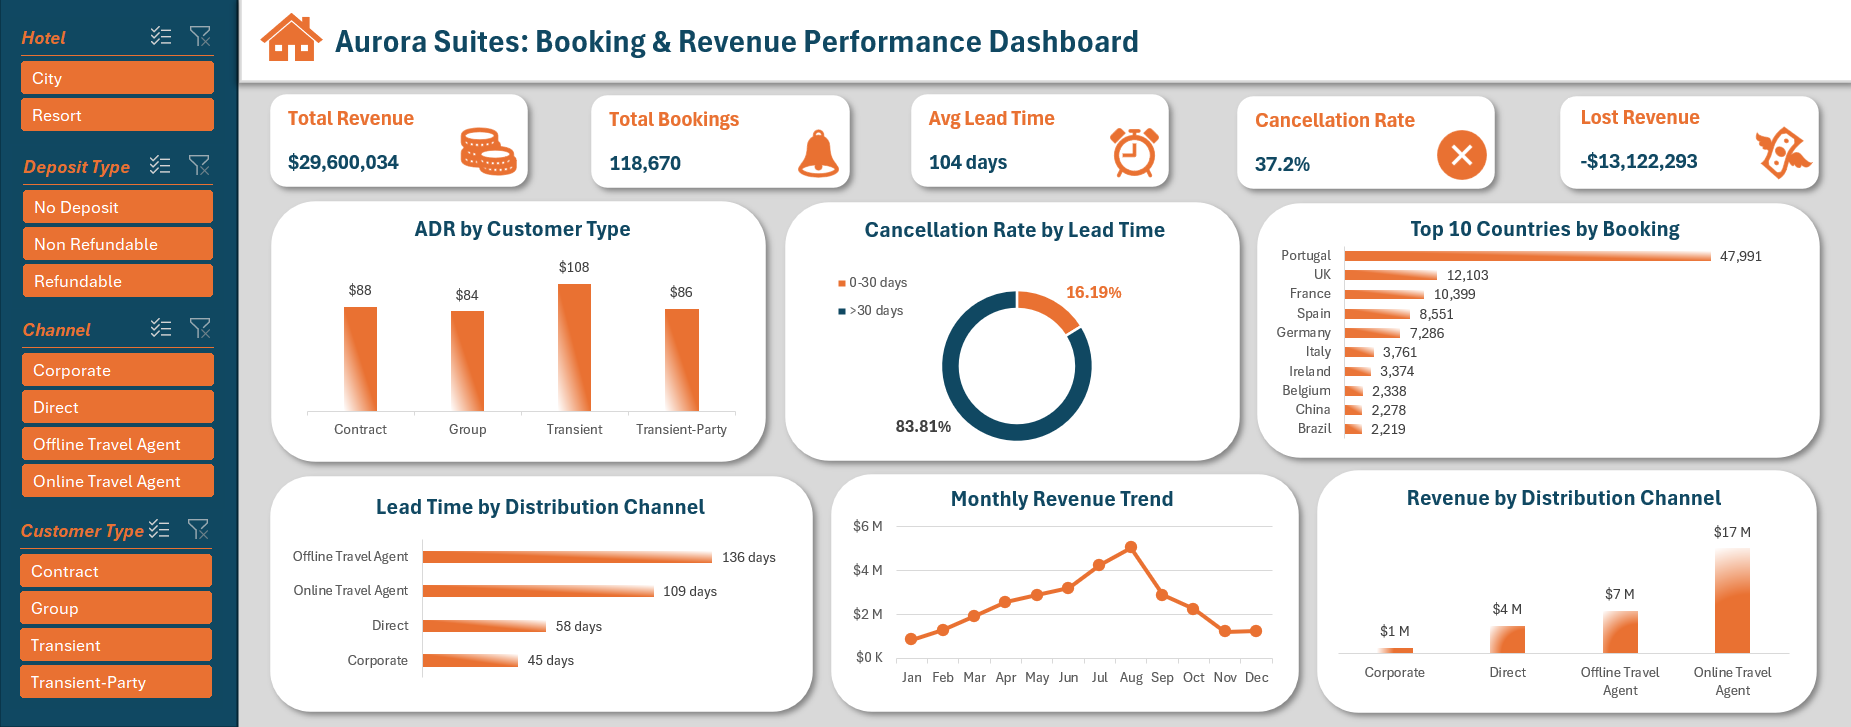 Hotel
City
Resort
Deposit Type
No Deposit
Non Refundable
Refundable
Channel
Corporate
Direct
Offline Travel Agent
Online Travel Agent
Customer Type
Contract
Group
Transient
Transient-Party
Aurora Suites: Booking & Revenue Performance Dashboard
Total Revenue
$29,600,034
Total Bookings
118,670
Avg Lead Time
104 days
Cancellation Rate
37.2%
Lost Revenue
-$13,122,293
ADR by Customer Type
$88
$84
$108
$86
Contract
Group
Transient
Transient-Party
Cancellation Rate by Lead Time
0-30 days
>30 days
16.19%
83.81%
Top 10 Countries by Booking
Portugal 47,991
UK 12,103
France 10,399
Spain 8,551
Germany 7,286
Italy 3,761
Ireland 3,374
Belgium 2,338
China 2,278
Brazil 2,219
Lead Time by Distribution Channel
Offline Travel Agent 136 days
Online Travel Agent 109 days
Direct 58 days
Corporate 45 days
Monthly Revenue Trend
$6 M
$4 M
$2 M
$0 K
Jan Feb Mar Apr May Jun Jul Aug Sep Oct Nov Dec
Revenue by Distribution Channel
$1 M
$4 M
$7 M
$17 M
Corporate
Direct
Offline Travel
Agent
Online Travel
Agent